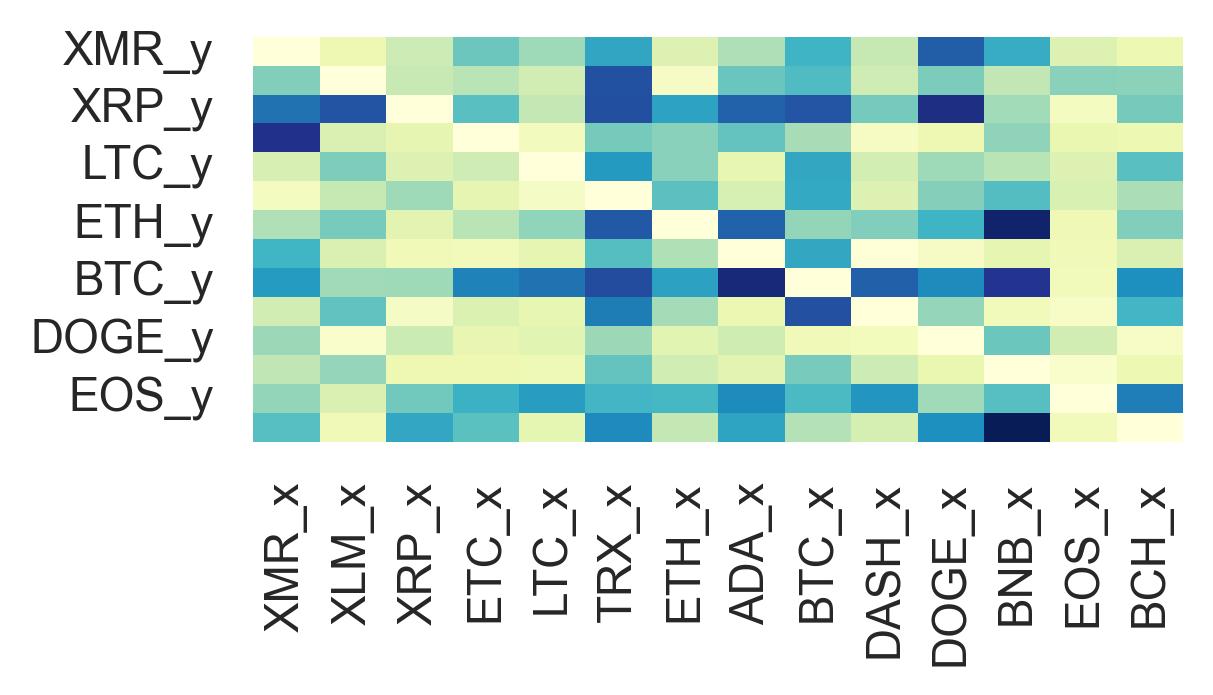 XMR_y
XRP_y
LTC_y
ETH_y
BTC_y
DOGE_y
EOS_y
XMR_x
XLM_x
XRP_x
ETC_x
LTC_x
TRX_x
ETH_x
ADA_x
BTC_x
DASH_x
DOGE_x
BNB_x
EOS_x
BCH_x